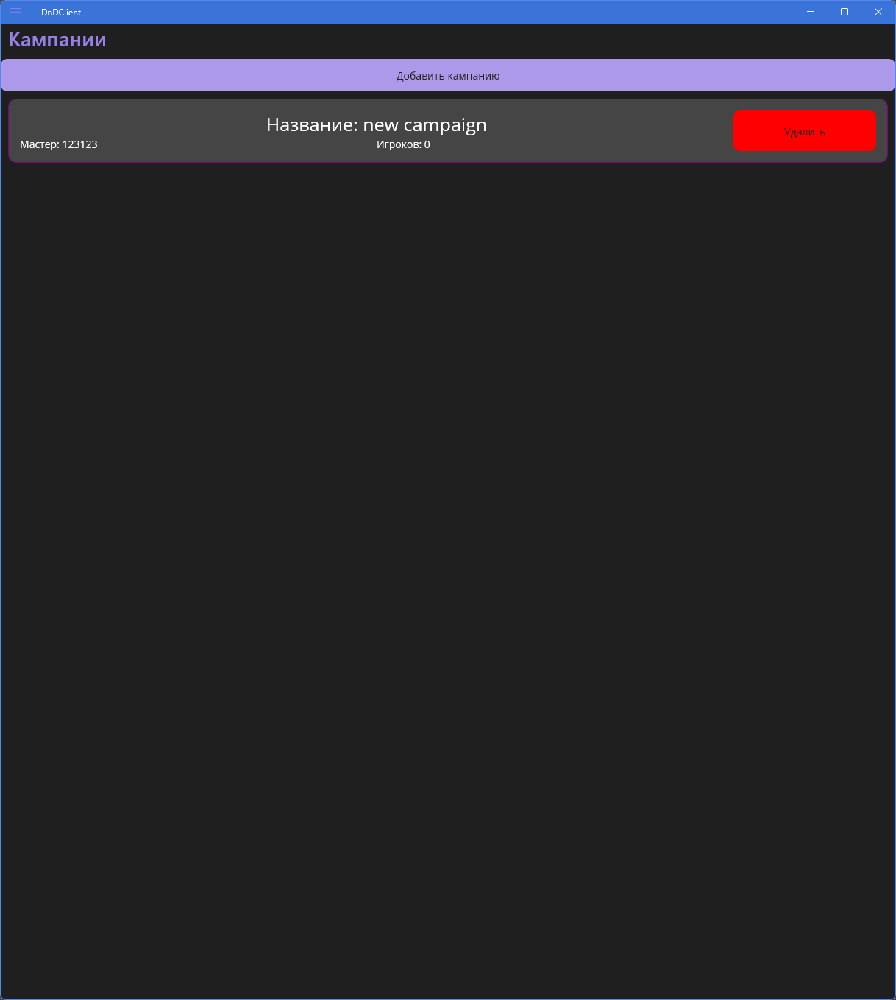 DnDClient
Кампании
Добавить кампанию
Название: new campaign
Мастер: 123123 Игроков: 0
Удалить